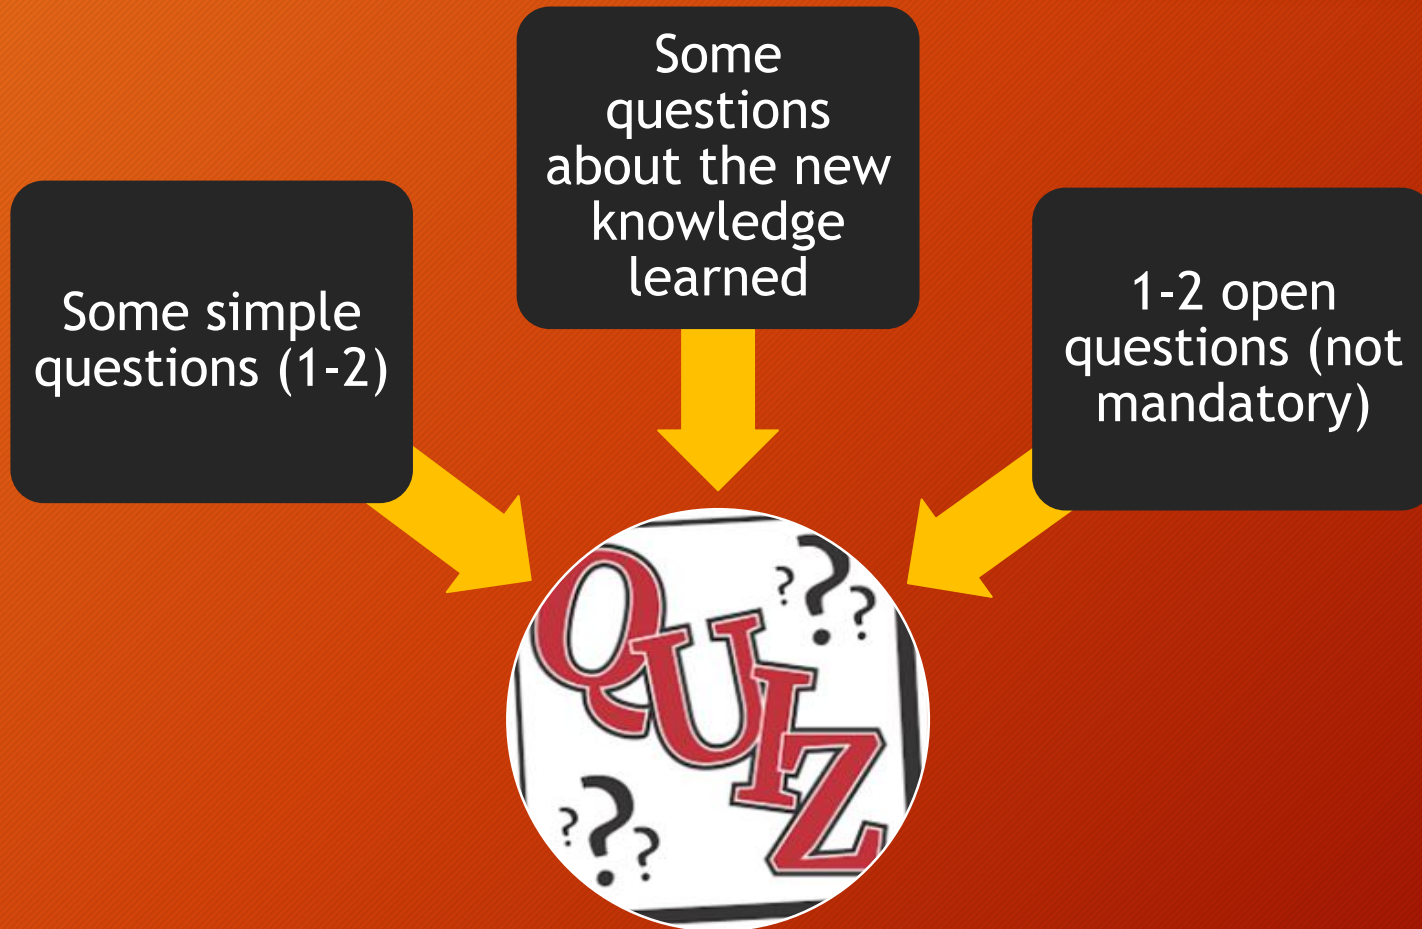 Some simple
questions (1-2)
Some
questions
about the new
knowledge
learned
1-2 open
questions (not
mandatory)
QUIZ
???
???